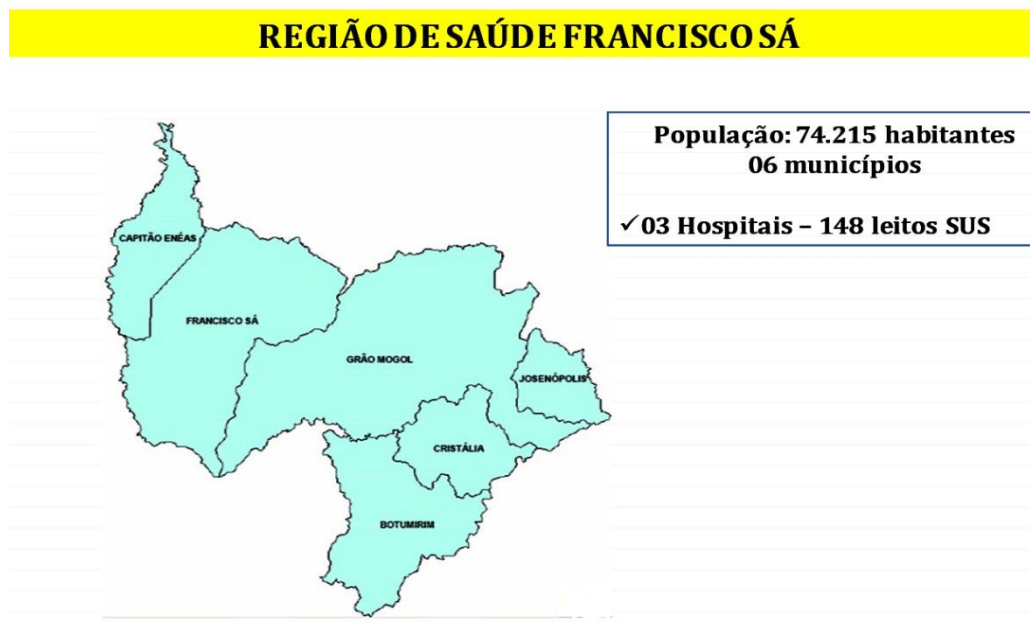 REGIÃO DE SAÚDE FRANCISCO SÁ
População: 74.215 habitantes
06 municípios
✓03 Hospitais – 148 leitos SUS
CAPITÃO ENÉAS
FRANCISCO SÁ
GRÃO MOGOL
JOSENÓPOLIS
CRISTÁLIA
BOTUMIRIM